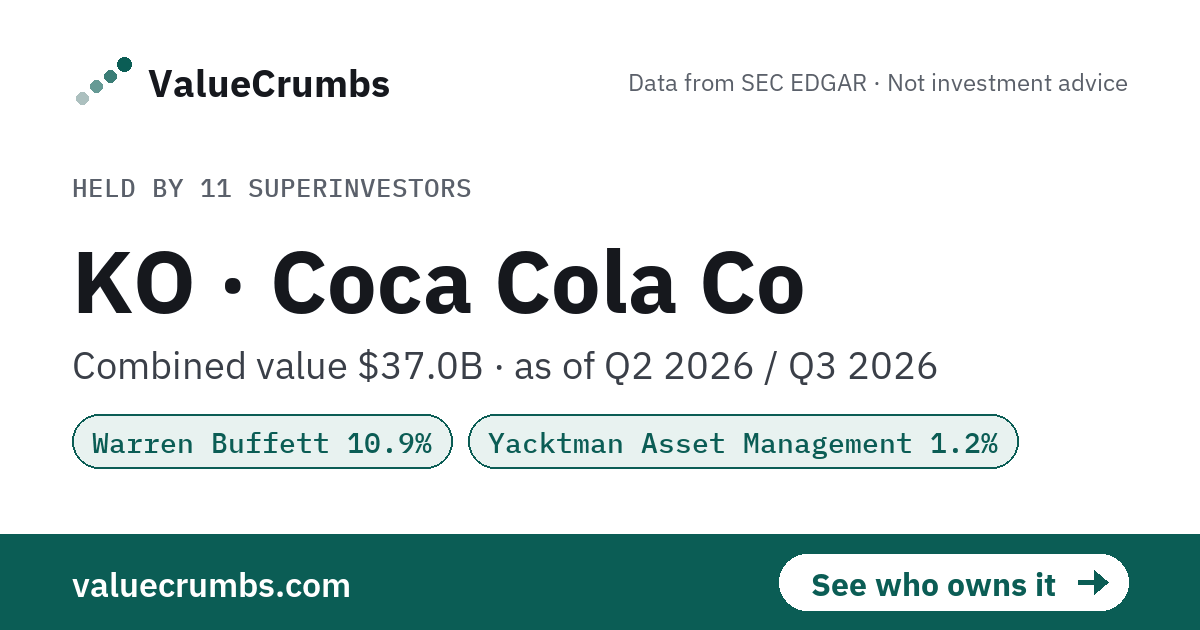 ValueCrumbs
Data from SEC EDGAR · Not investment advice
HELD BY 11 SUPERINVESTORS
KO · Coca Cola Co
Combined value $37.0B · as of Q2 2026 / Q3 2026
Warren Buffett 10.9%
Yacktman Asset Management 1.2%
valuecrumbs.com
See who owns it →